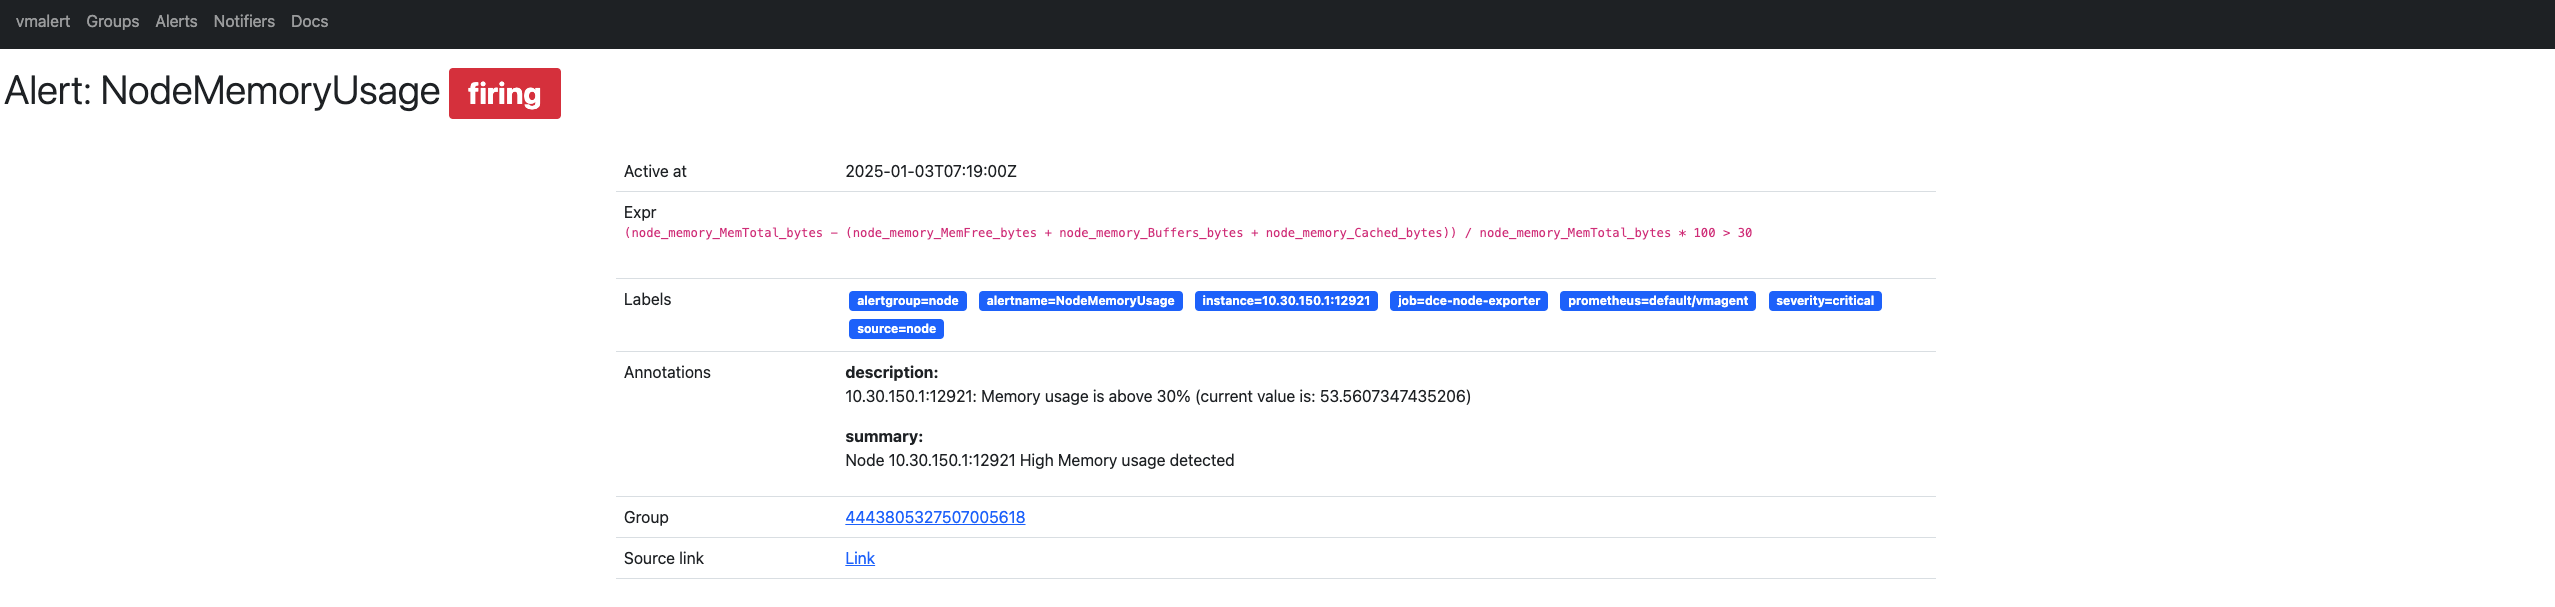 vmalert Groups Alerts Notifiers Docs
Alert: NodeMemoryUsage firing
Active at 2025-01-03T07:19:00Z
Expr
(node_memory_MemTotal_bytes - (node_memory_MemFree_bytes + node_memory_Buffers_bytes + node_memory_Cached_bytes)) / node_memory_MemTotal_bytes * 100 > 30
Labels alertgroup=node alertname=NodeMemoryUsage instance=10.30.150.1:12921 job=dce-node-exporter prometheus=default/vmagent severity=critical
source=node
Annotations description:
10.30.150.1:12921: Memory usage is above 30% (current value is: 53.5607347435206)
summary:
Node 10.30.150.1:12921 High Memory usage detected
Group 4443805327507005618
Source link Link